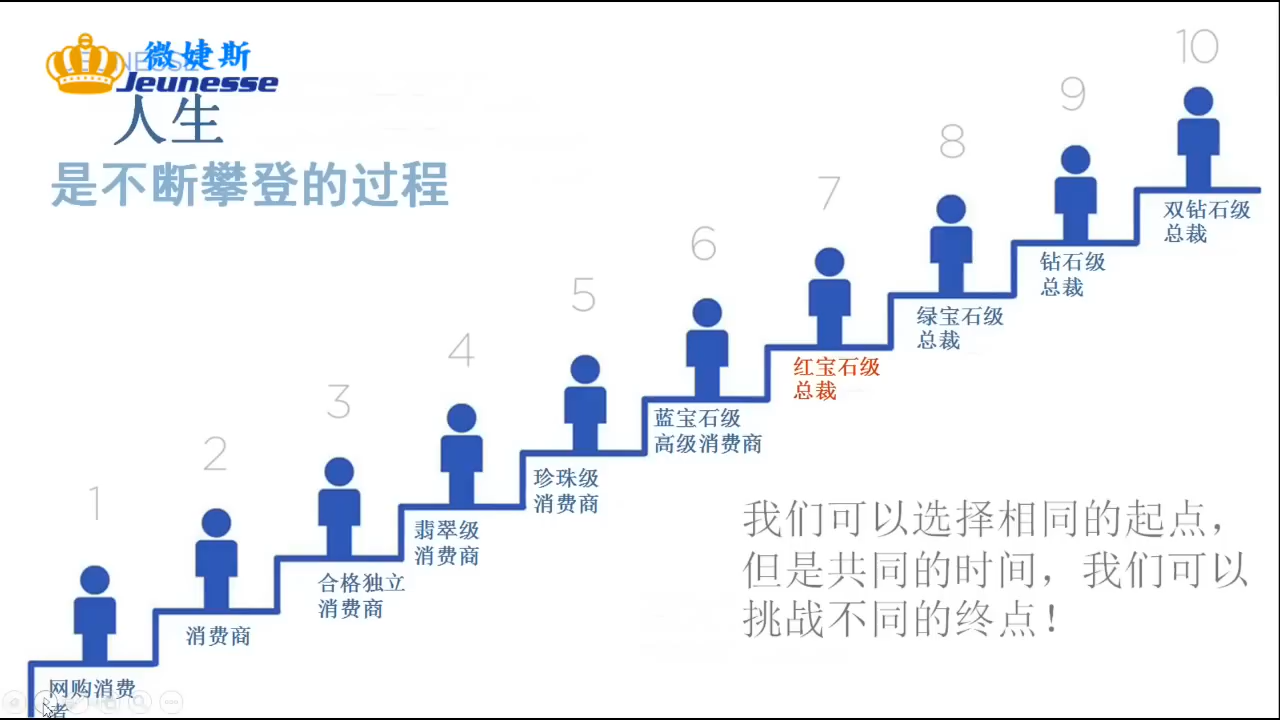 微婕斯
Jeunesse
人生
是不断攀登的过程
1
网购消费
者
2
消费商
3
合格独立
消费商
4
翡翠级
消费商
5
珍珠级
消费商
6
蓝宝石级
高级消费商
7
红宝石级
总裁
8
绿宝石级
总裁
9
钻石级
总裁
10
双钻石级
总裁
我们可以选择相同的起点，
但是共同的时间，我们可以
挑战不同的终点！